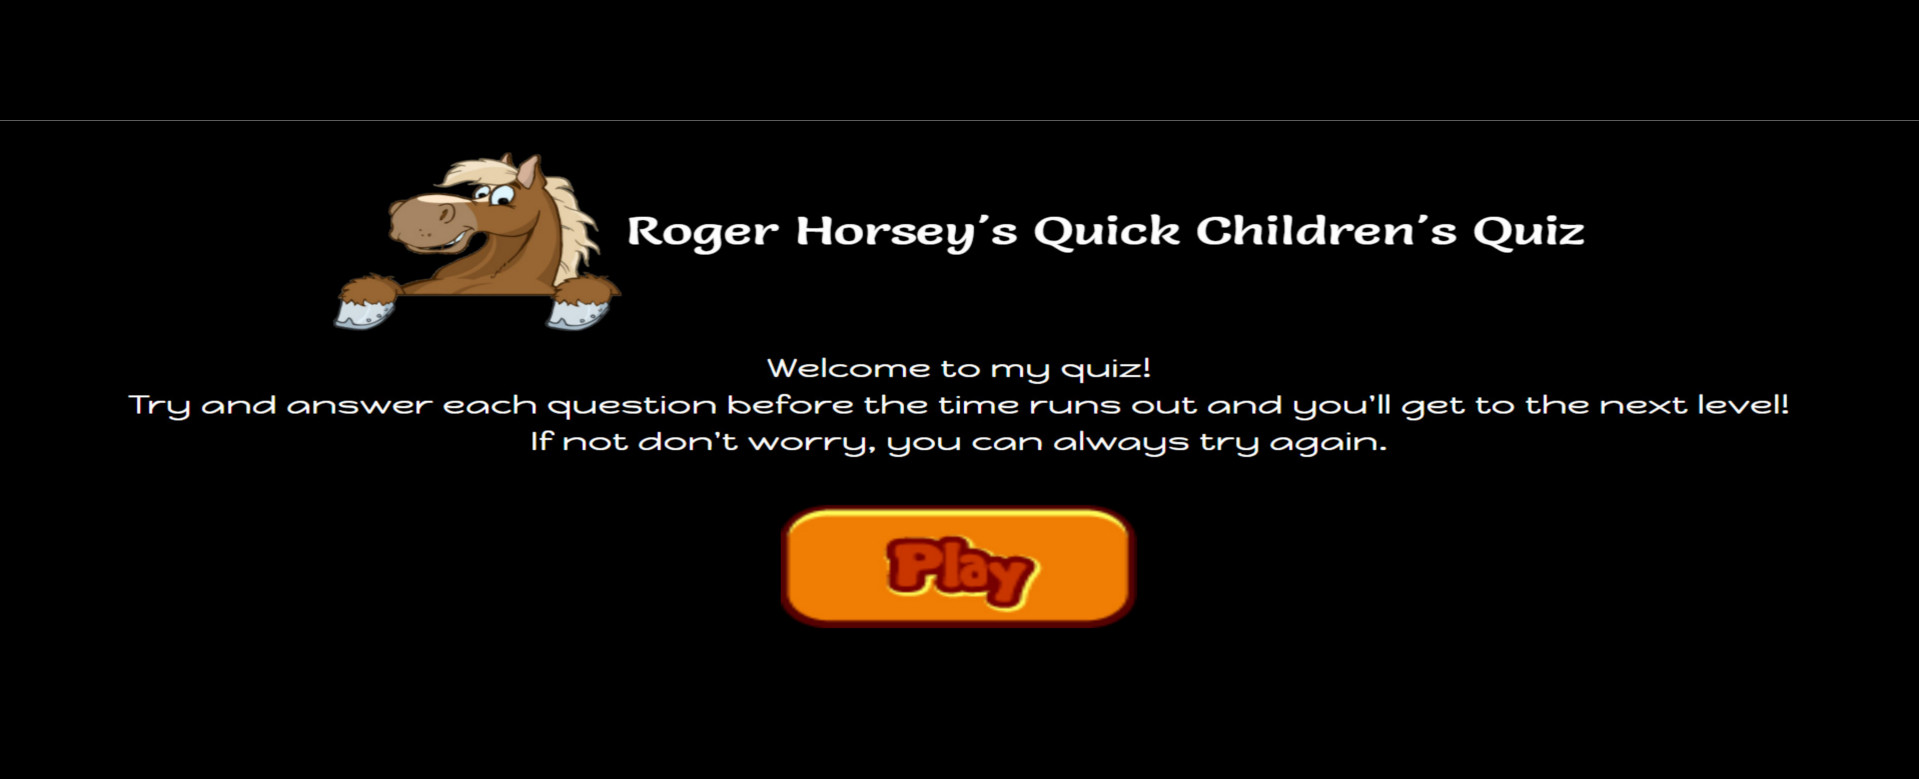 Roger Horsey's Quick Children's Quiz
Welcome to my quiz!
Try and answer each question before the time runs out and you'll get to the next level!
If not don't worry, you can always try again.
Play